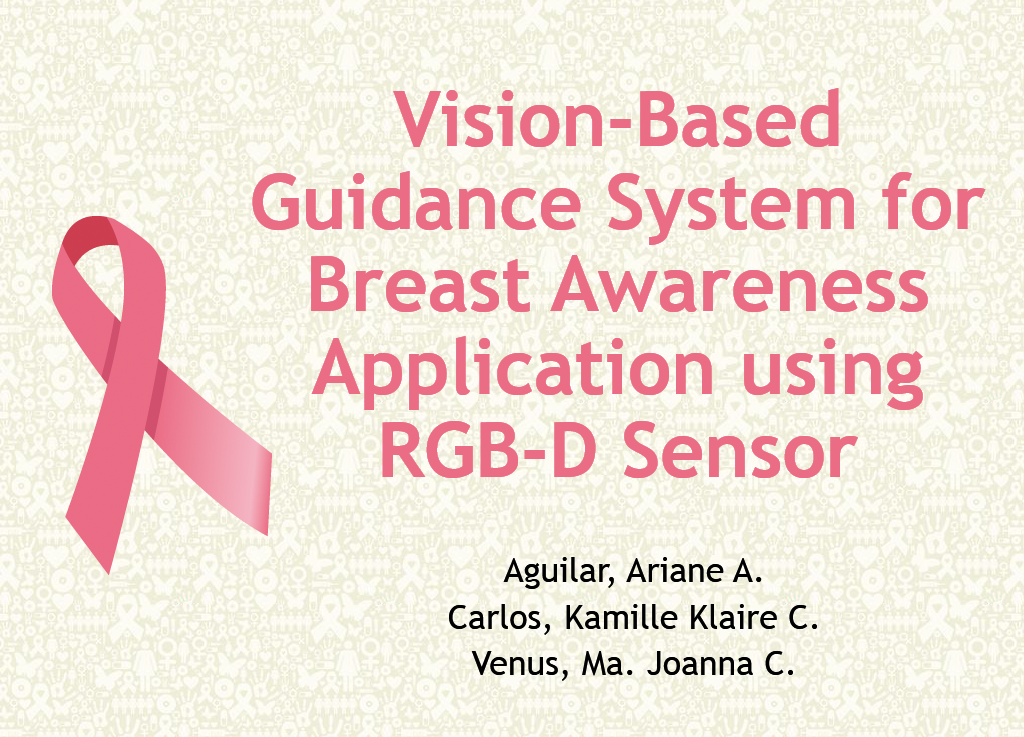 Vision-Based
Guidance System for
Breast Awareness
Application using
RGB-D Sensor
Aguilar, Ariane A.
Carlos, Kamille Klaire C.
Venus, Ma. Joanna C.